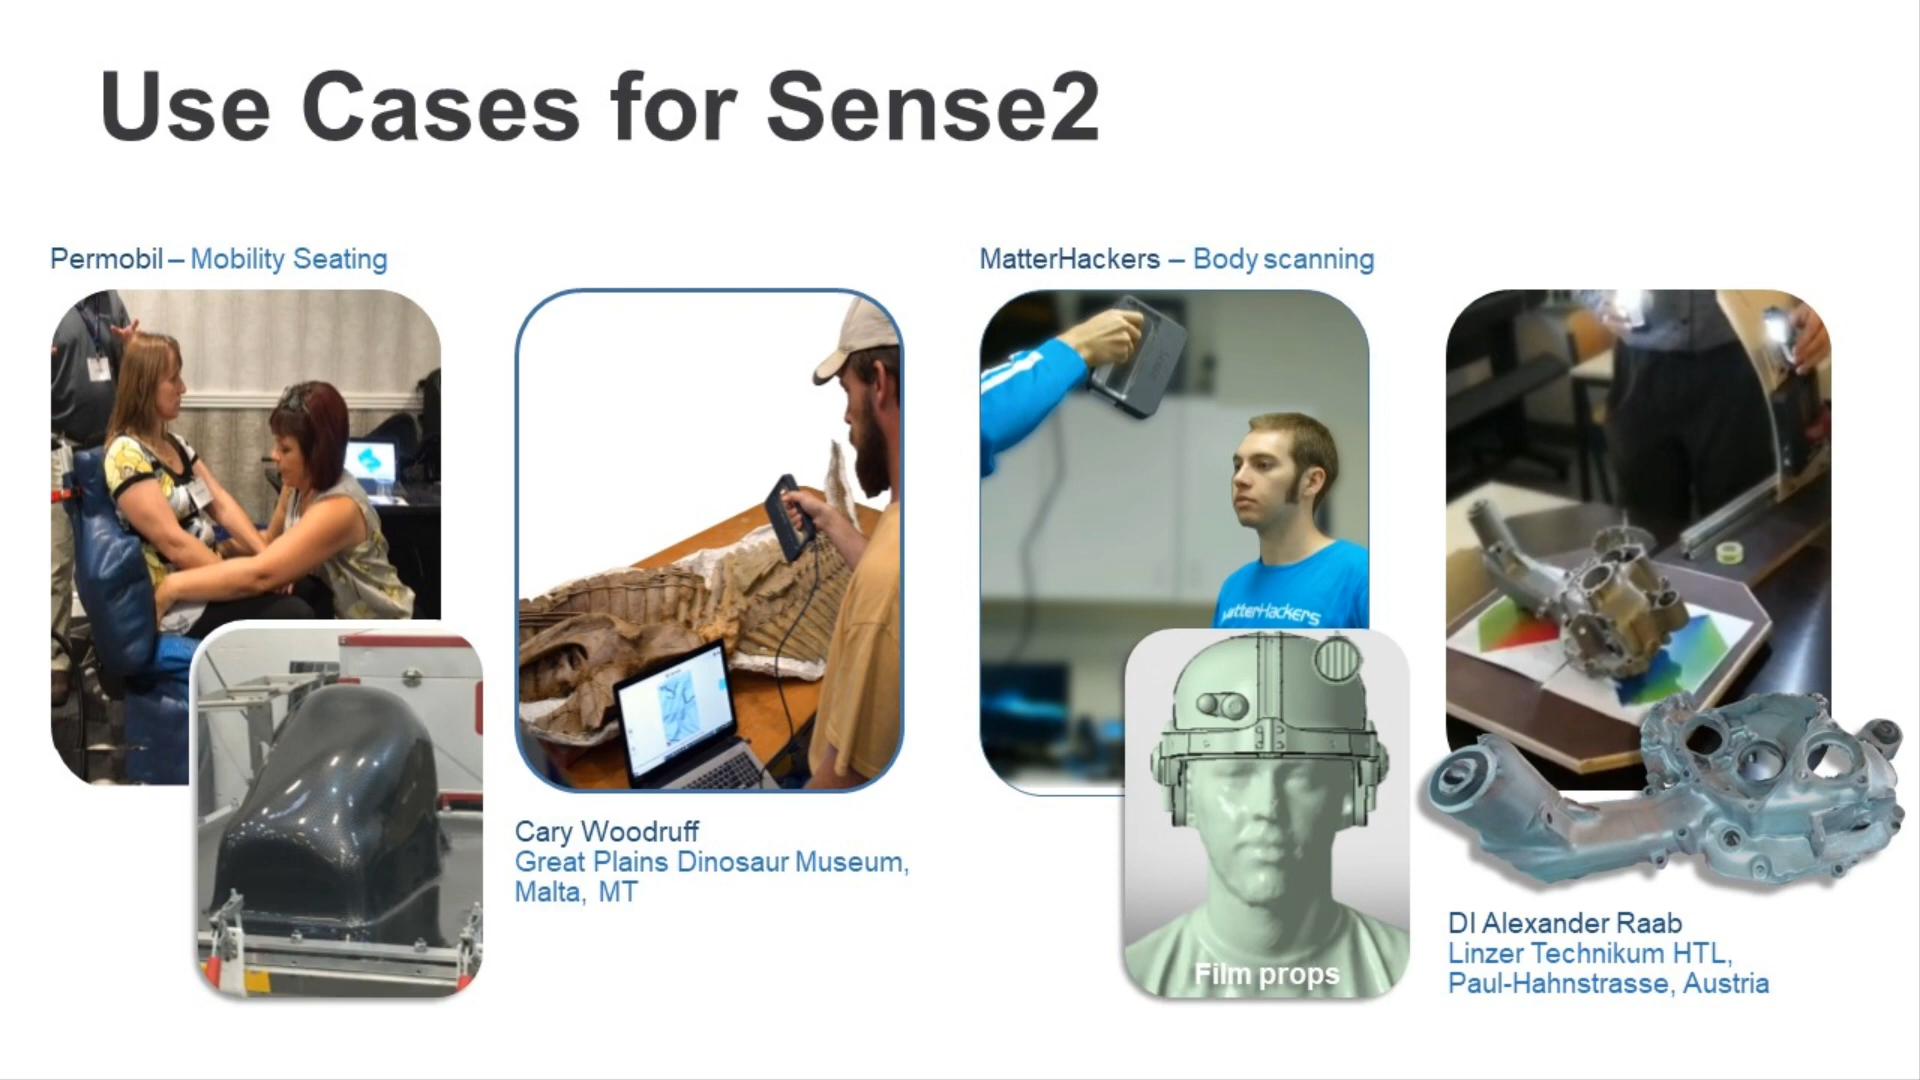 Use Cases for Sense2
Permobil – Mobility Seating
Cary Woodruff
Great Plains Dinosaur Museum,
Malta, MT
MatterHackers – Body scanning
MatterHackers
Film props
DI Alexander Raab
Linzer Technikum HTL,
Paul-Hahnstrasse, Austria